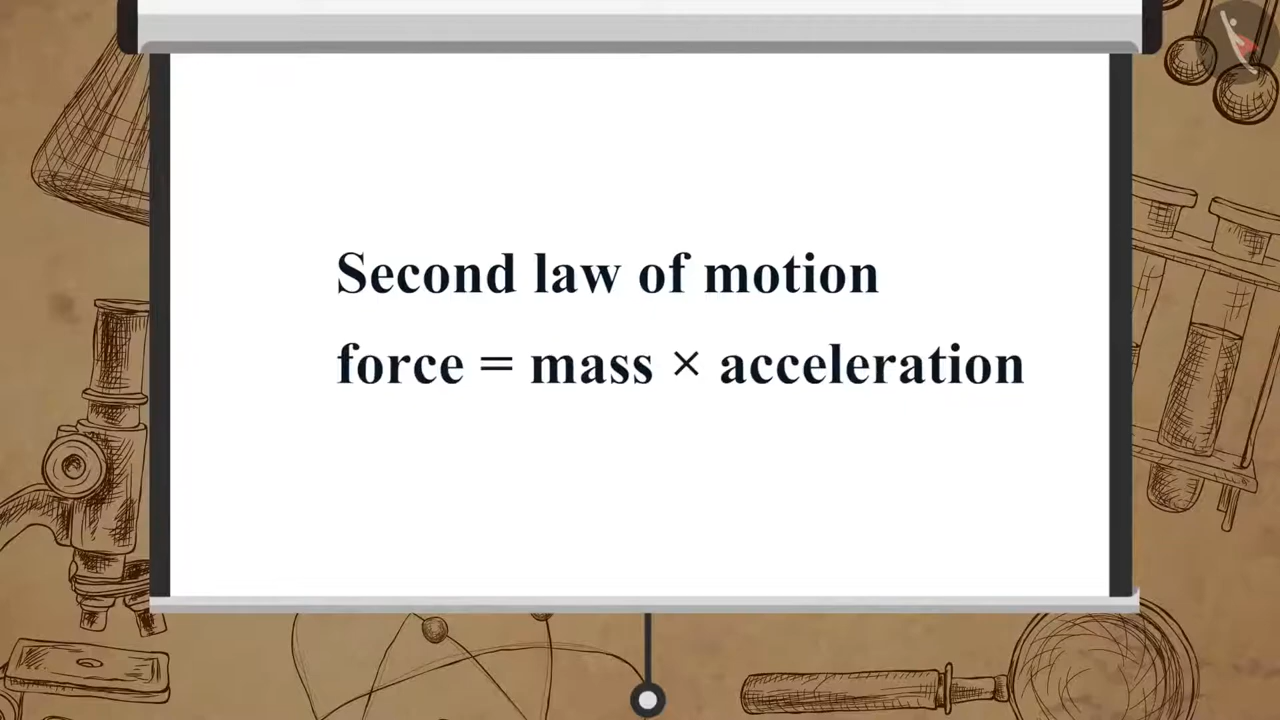 Second law of motion
force = mass × acceleration